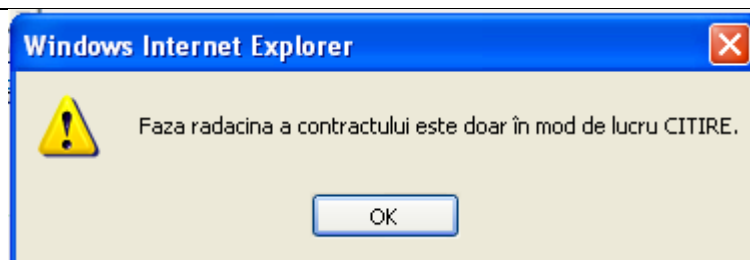 Windows Internet Explorer
Faza radacina a contractului este doar în mod de lucru CITIRE.
OK